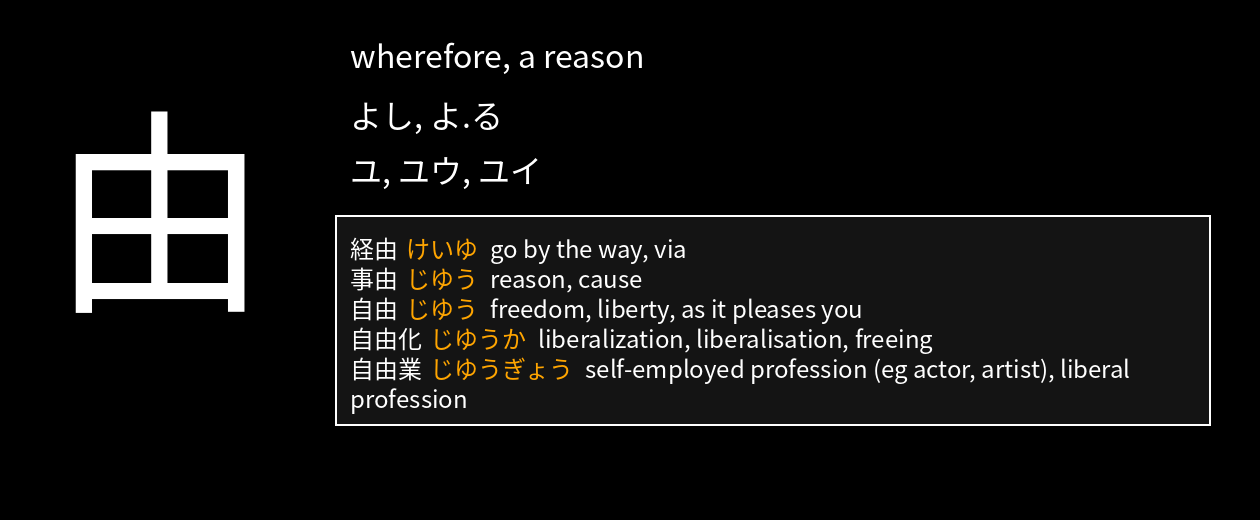 由
wherefore, a reason
よし, よ.る
ユ, ユウ, ユイ
経由 けいゆ go by the way, via
事由 じゆう reason, cause
自由 じゆう freedom, liberty, as it pleases you
自由化 じゆうか liberalization, liberalisation, freeing
自由業 じゆうぎょう self-employed profession (eg actor, artist), liberal
profession